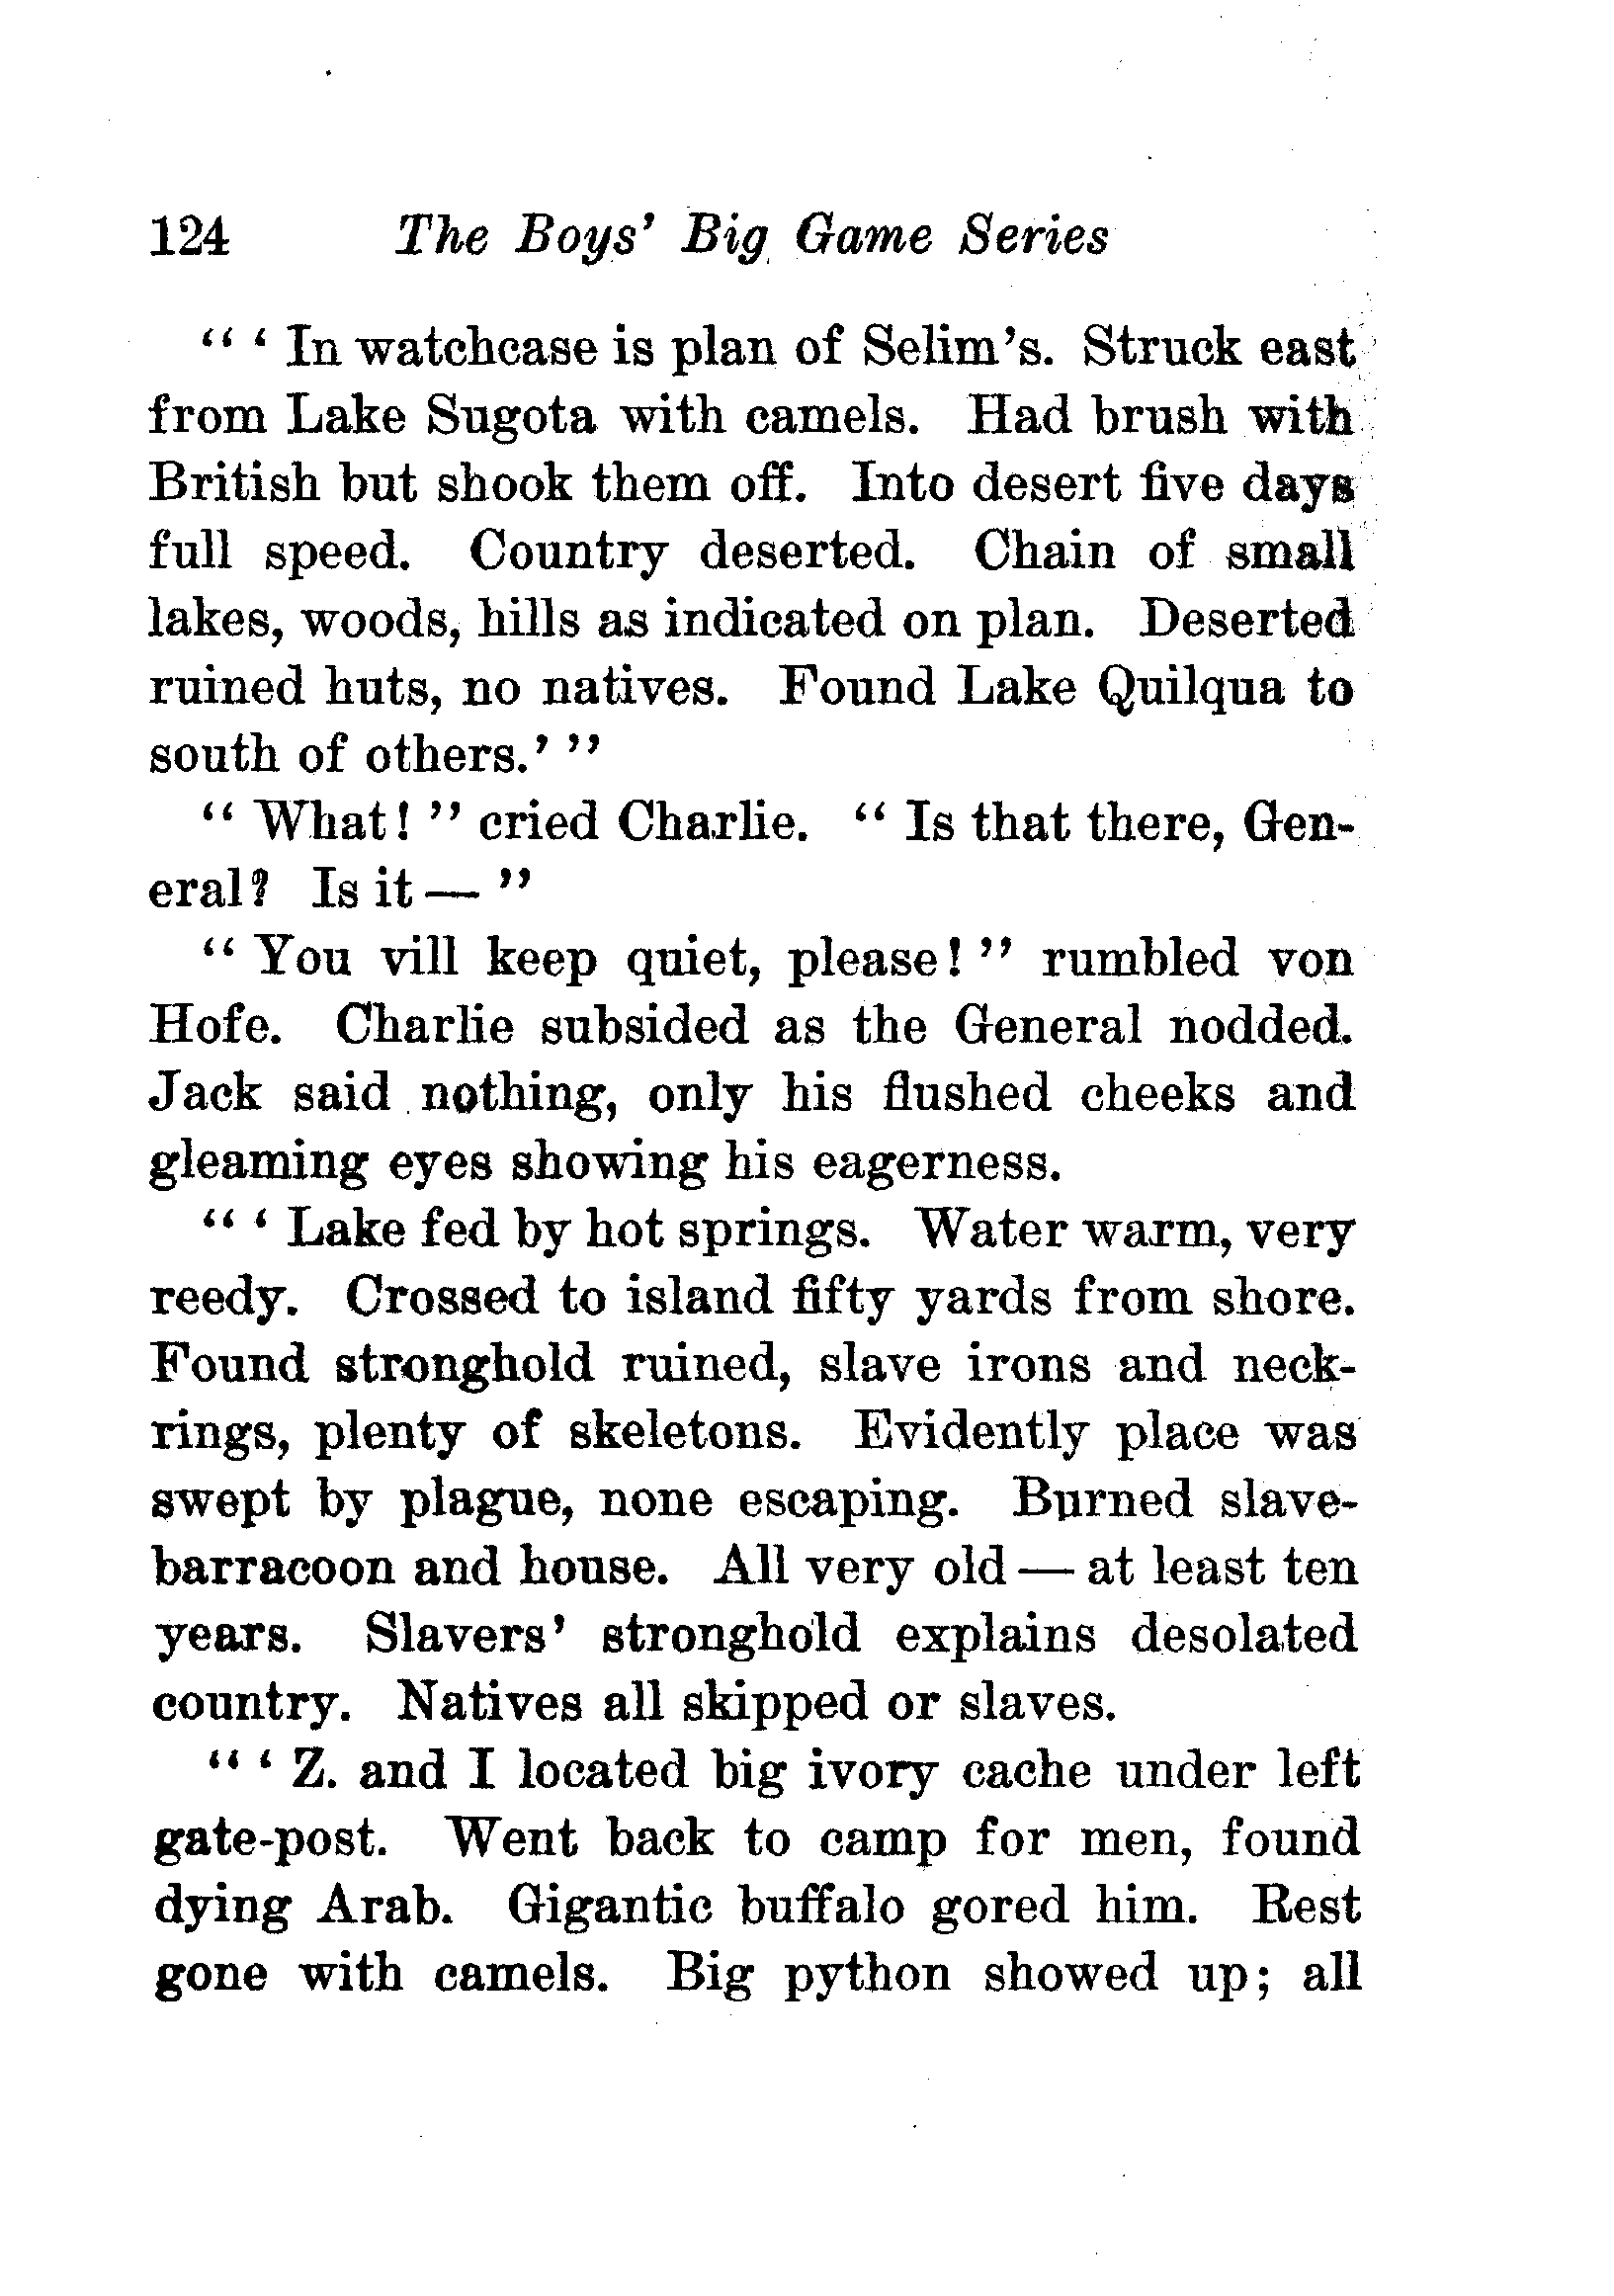 124 The Boys' Big Game Series
“ ‘ In watchcase is plan of Selim's. Struck east
from Lake Sugota with camels. Had brush with
British but shook them off. Into desert five days
full speed. Country deserted. Chain of small
lakes, woods, hills as indicated on plan. Deserted
ruined huts, no natives. Found Lake Quilqua to
south of others.’ ”
“ What! ” cried Charlie. “ Is that there, Gen-
eral? Is it — ”
“ You vill keep quiet, please! ” rumbled von
Hofe. Charlie subsided as the General nodded.
Jack said nothing, only his flushed cheeks and
gleaming eyes showing his eagerness.
“ ‘ Lake fed by hot springs. Water warm, very
reedy. Crossed to island fifty yards from shore.
Found stronghold ruined, slave irons and neck-
rings, plenty of skeletons. Evidently place was
swept by plague, none escaping. Burned slave-
barracoon and house. All very old — at least ten
years. Slavers' stronghold explains desolated
country. Natives all skipped or slaves.
“ ‘ Z. and I located big ivory cache under left
gate-post. Went back to camp for men, found
dying Arab. Gigantic buffalo gored him. Rest
gone with camels. Big python showed up; all